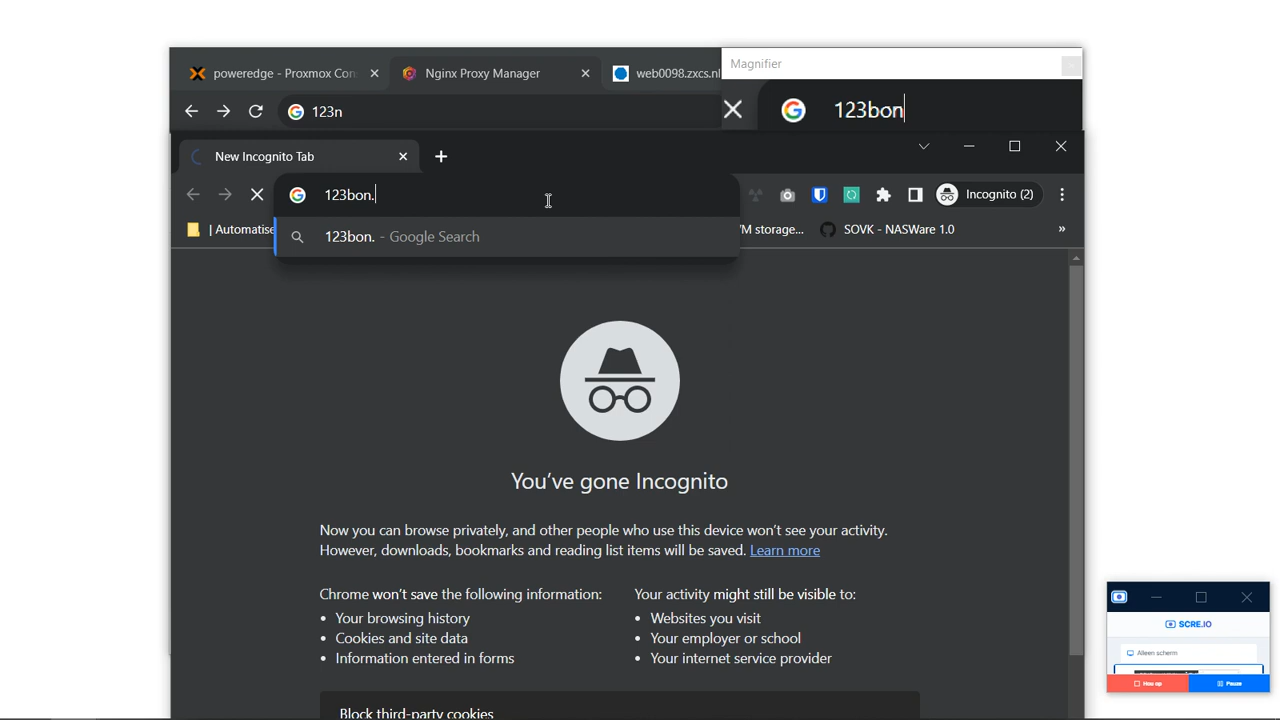 poweredge - Proxmox Con
Nginx Proxy Manager
web0098.zxcs.nl
Magnifier
123n
123bon
New Incognito Tab
123bon.
Incognito (2)
123bon. - Google Search
| Automatise
VM storage...
SOVK - NASWare 1.0
»
You've gone Incognito
Now you can browse privately, and other people who use this device won't see your activity.
However, downloads, bookmarks and reading list items will be saved. Learn more
Chrome won't save the following information:
• Your browsing history
• Cookies and site data
• Information entered in forms
Your activity might still be visible to:
• Websites you visit
• Your employer or school
• Your internet service provider
Block third-party cookies
SCRE.IO
Alleen scherm
Hou op
Pauze